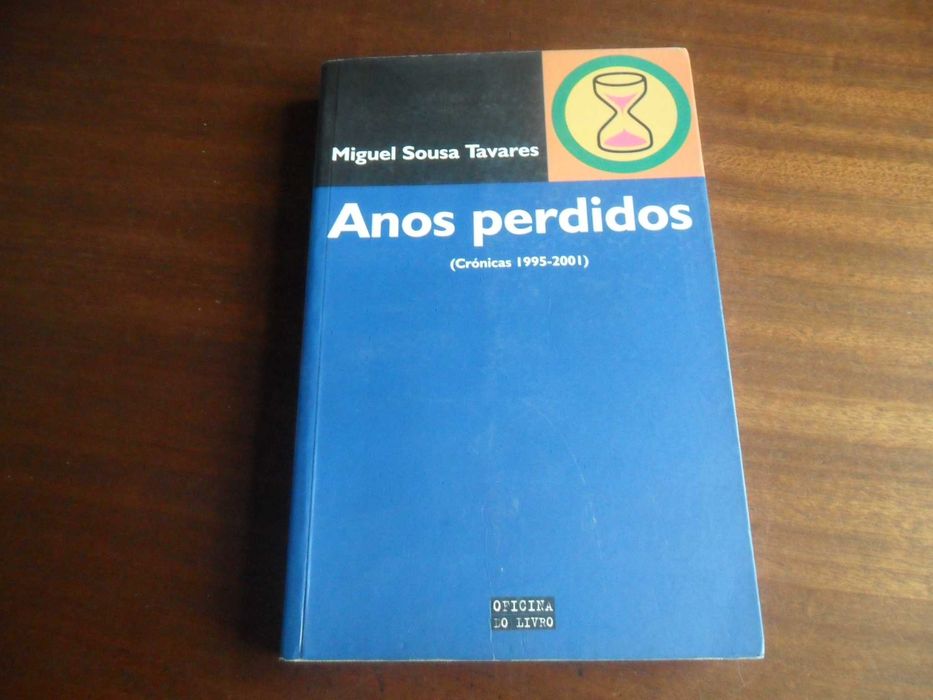 Miguel Sousa Tavares
Anos perdidos
(Crónicas 1995-2001)
OFICINA
DO LIVRO